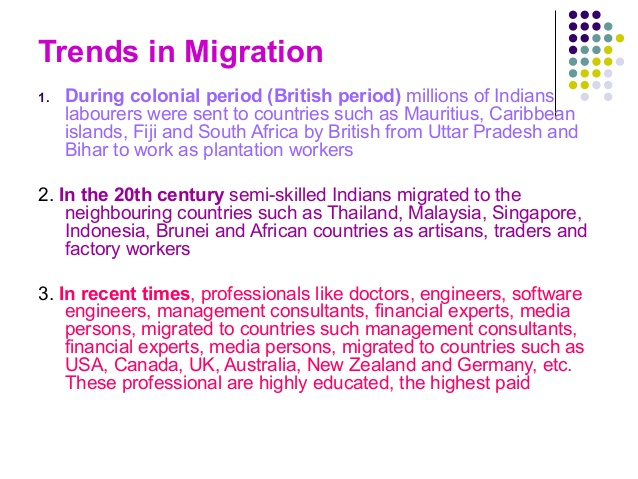 Trends in Migration
1. During colonial period (British period) millions of Indians
labourers were sent to countries such as Mauritius, Caribbean
islands, Fiji and South Africa by British from Uttar Pradesh and
Bihar to work as plantation workers
2. In the 20th century semi-skilled Indians migrated to the
neighbouring countries such as Thailand, Malaysia, Singapore,
Indonesia, Brunei and African countries as artisans, traders and
factory workers
3. In recent times, professionals like doctors, engineers, software
engineers, management consultants, financial experts, media
persons, migrated to countries such management consultants,
financial experts, media persons, migrated to countries such as
USA, Canada, UK, Australia, New Zealand and Germany, etc.
These professional are highly educated, the highest paid